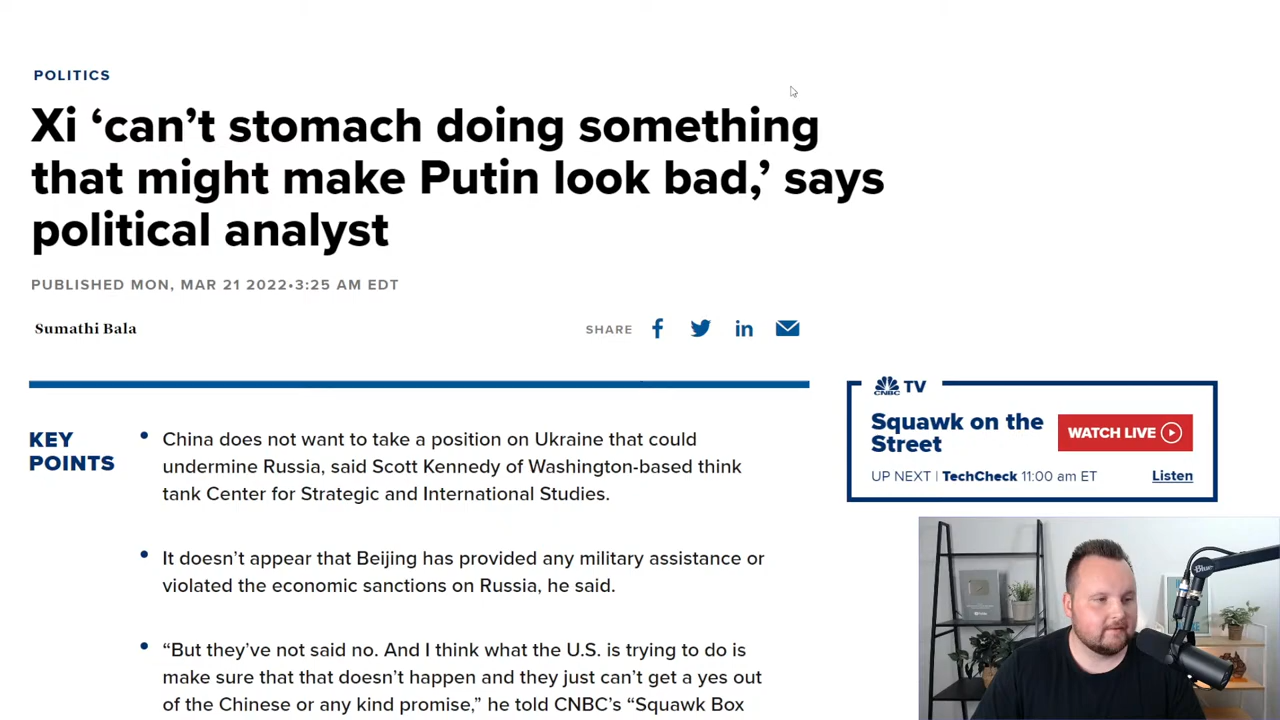 POLITICS
Xi ‘can’t stomach doing something
that might make Putin look bad,’ says
political analyst
PUBLISHED MON, MAR 21 2022•3:25 AM EDT
Sumathi Bala
SHARE
KEY
POINTS
China does not want to take a position on Ukraine that could
undermine Russia, said Scott Kennedy of Washington-based think
tank Center for Strategic and International Studies.
It doesn’t appear that Beijing has provided any military assistance or
violated the economic sanctions on Russia, he said.
“But they’ve not said no. And I think what the U.S. is trying to do is
make sure that that doesn’t happen and they just can’t get a yes out
of the Chinese or any kind promise,” he told CNBC’s “Squawk Box
CNBC TV
Squawk on the
Street
WATCH LIVE
UP NEXT | TechCheck 11:00 am ET
Listen
Blue